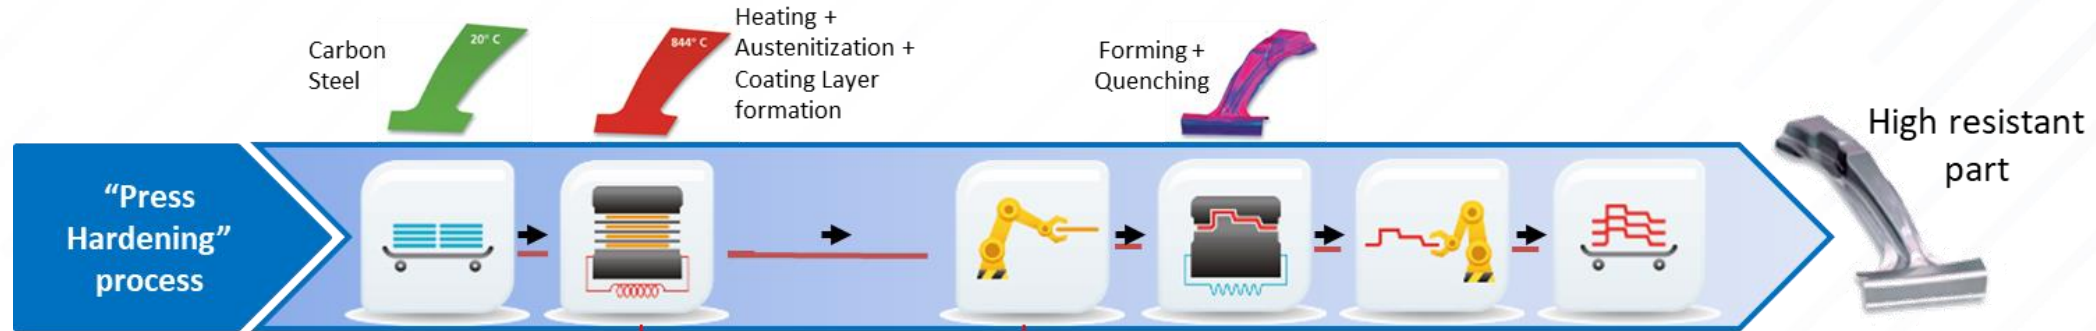 “Press
Hardening”
process
Carbon
Steel
20° C
844° C
Heating +
Austenitization +
Coating Layer
formation
Forming +
Quenching
High resistant
part